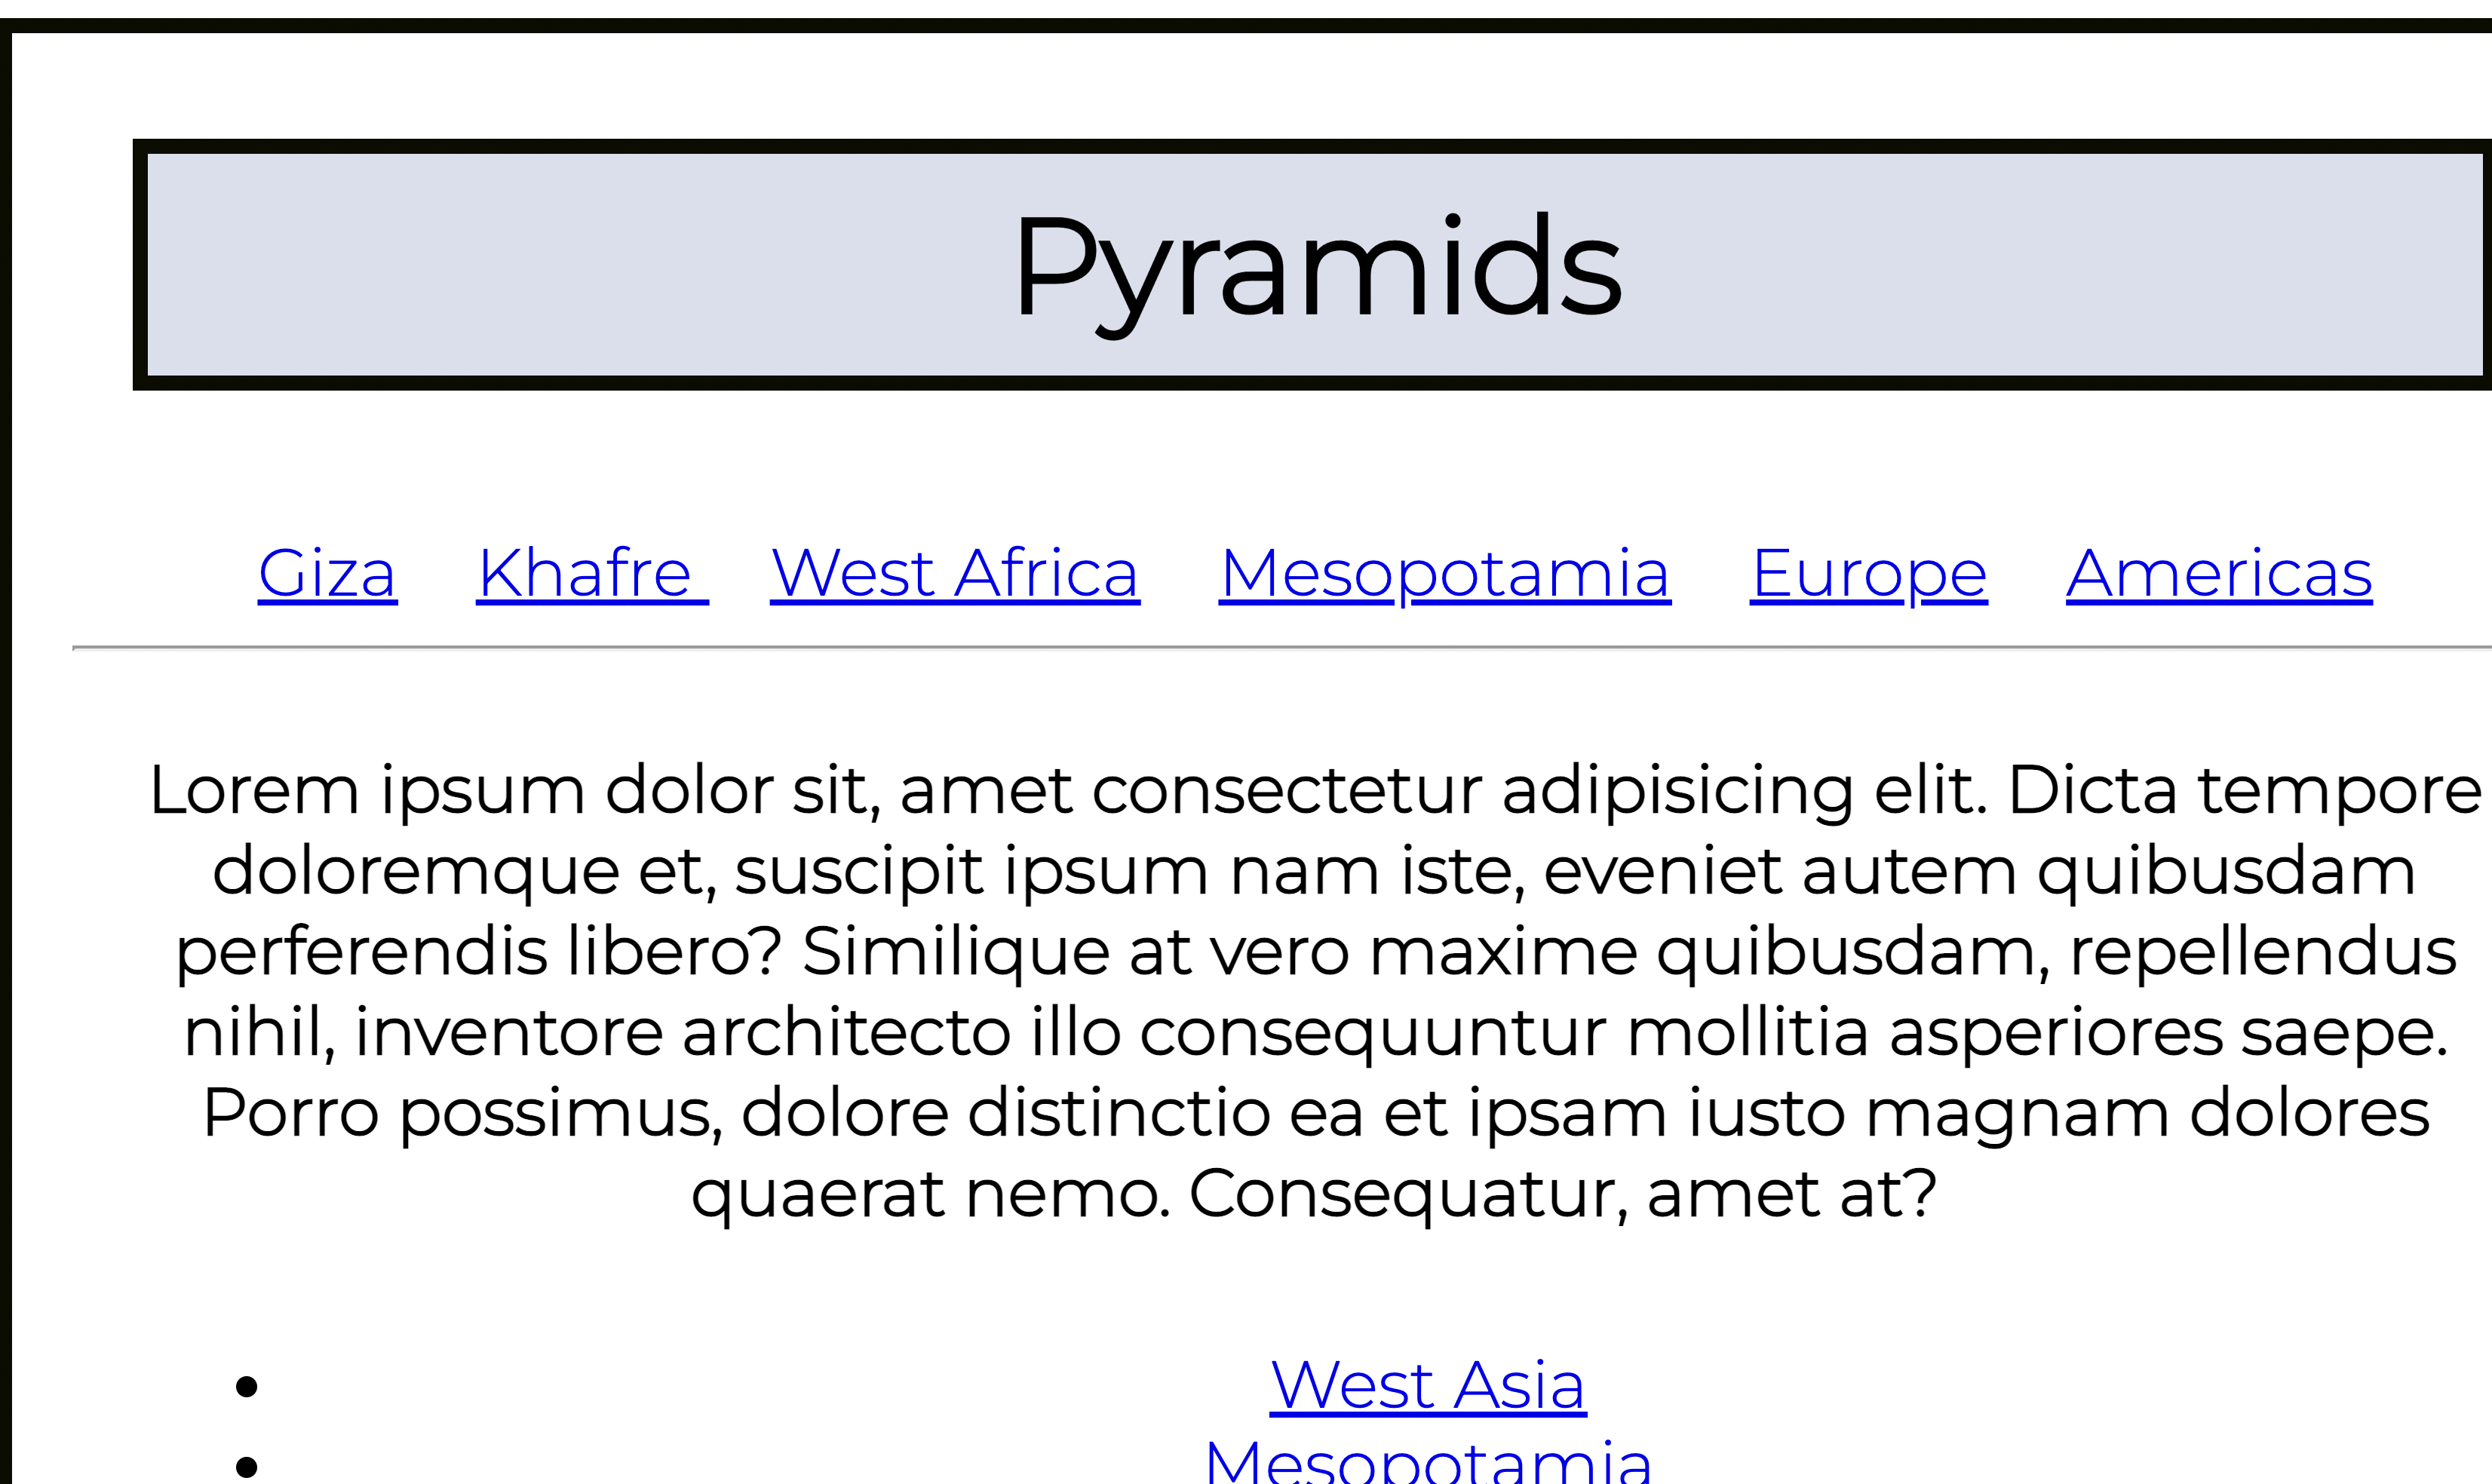 Pyramids
Giza Khafre West Africa Mesopotamia Europe Americas
Lorem ipsum dolor sit, amet consectetur adipisicing elit. Dicta tempore
doloremque et, suscipit ipsum nam iste, eveniet autem quibusdam
perferendis libero? Similique at vero maxime quibusdam, repellendus
nihil, inventore architecto illo consequuntur mollitia asperiores saepe.
Porro possimus, dolore distinctio ea et ipsam iusto magnam dolores
quaerat nemo. Consequatur, amet at?
West Asia
Mesopotamia